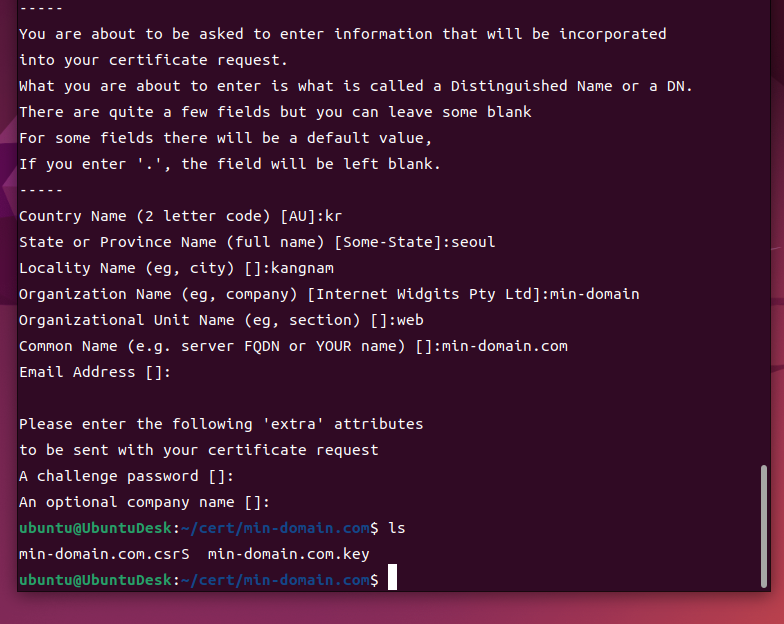 -----
You are about to be asked to enter information that will be incorporated
into your certificate request.
What you are about to enter is what is called a Distinguished Name or a DN.
There are quite a few fields but you can leave some blank
For some fields there will be a default value,
If you enter '.', the field will be left blank.
-----
Country Name (2 letter code) [AU]:kr
State or Province Name (full name) [Some-State]:seoul
Locality Name (eg, city) []:kangnam
Organization Name (eg, company) [Internet Widgits Pty Ltd]:min-domain
Organizational Unit Name (eg, section) []:web
Common Name (e.g. server FQDN or YOUR name) []:min-domain.com
Email Address []:

Please enter the following 'extra' attributes
to be sent with your certificate request
A challenge password []:
An optional company name []:
ubuntu@UbuntuDesk:~/cert/min-domain.com$ ls
min-domain.com.csrS  min-domain.com.key
ubuntu@UbuntuDesk:~/cert/min-domain.com$